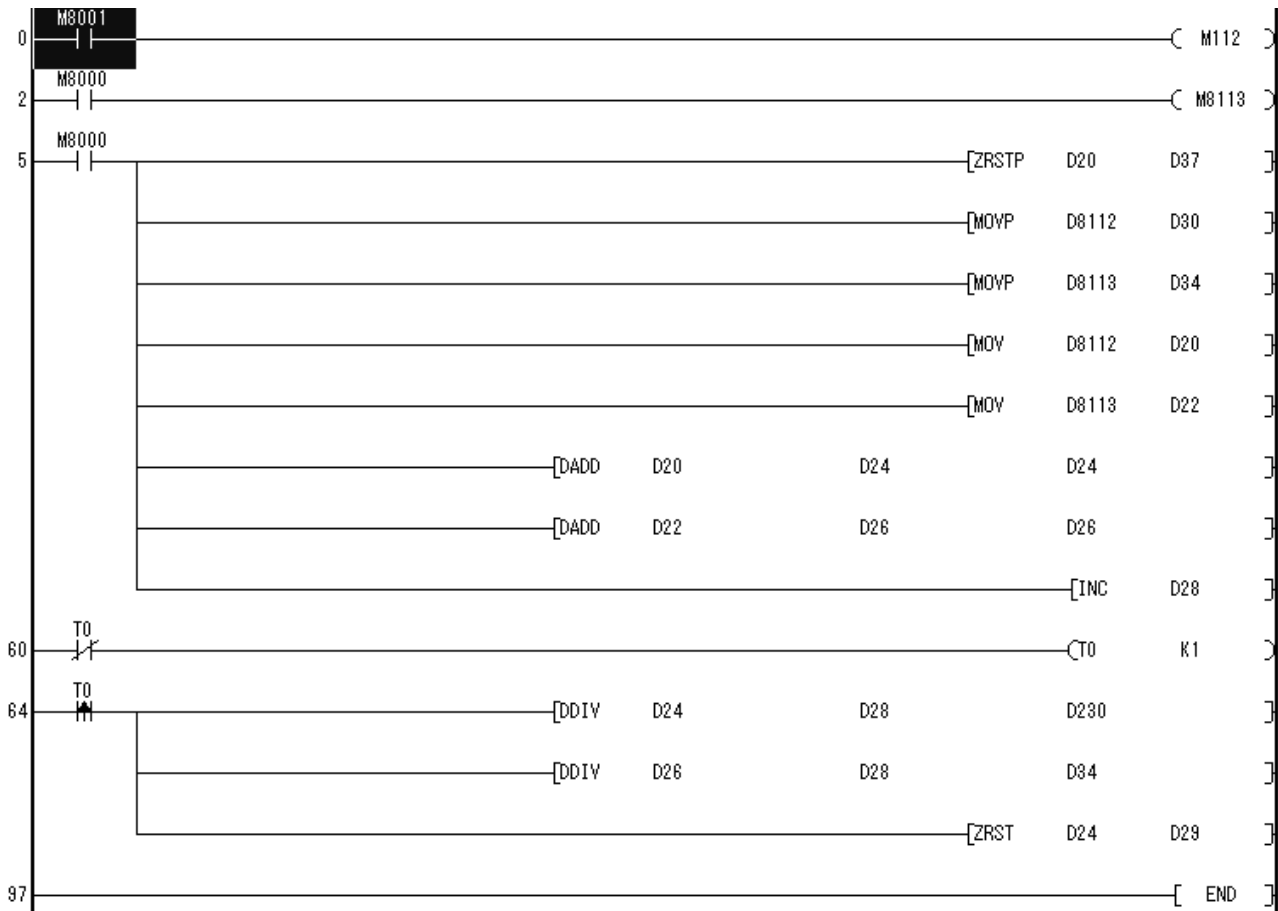 M8001
0 M112
M8000
2 M8113
M8000
5 ZRSTP D20 D37
MOVP D8112 D30
MOVP D8113 D34
MOV D8112 D20
MOV D8113 D22
DADD D20 D24 D24
DADD D22 D26 D26
INC D28
T0
60 T0 K1
T0
64 DDIV D24 D28 D230
DDIV D26 D28 D34
ZRST D24 D29
97 END